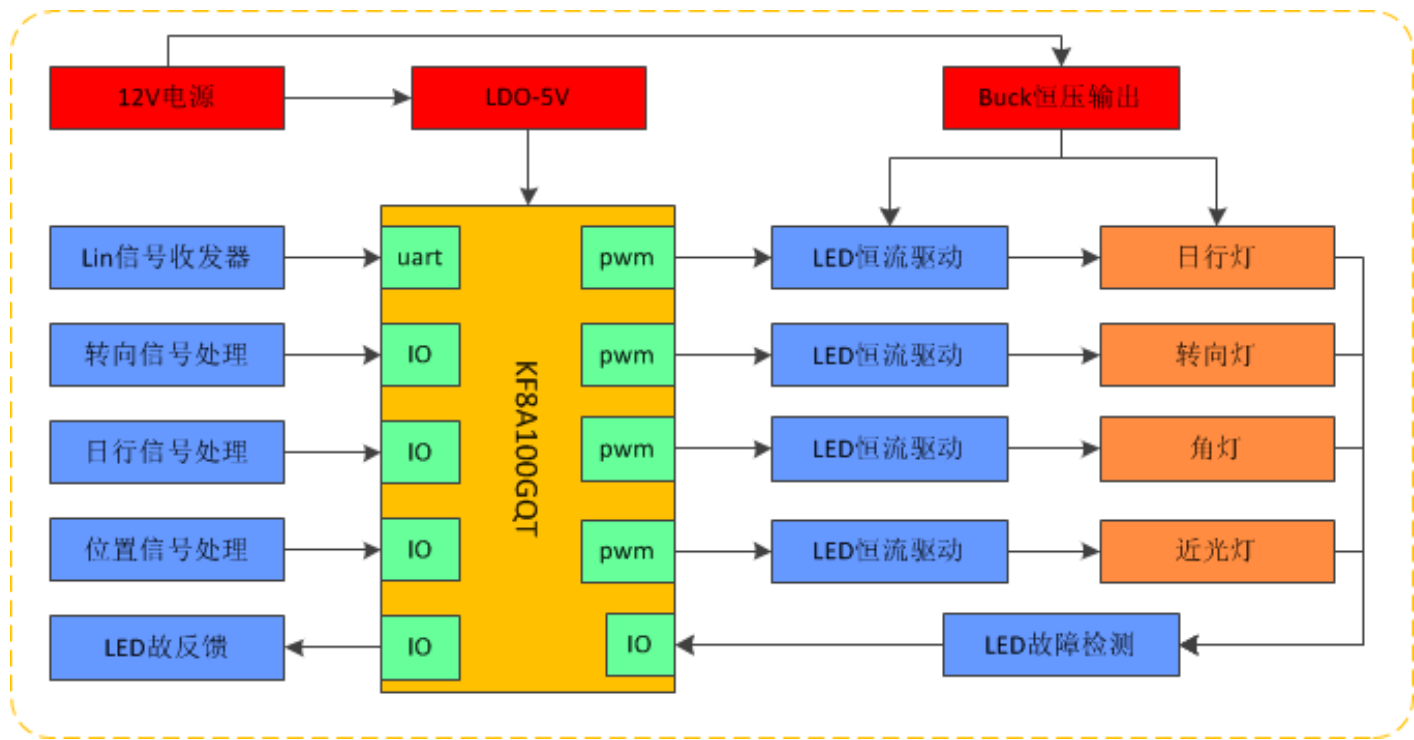 12V电源
LDO-5V
Buck恒压输出
Lin信号收发器
uart
pwm
LED恒流驱动
日行灯
转向信号处理
IO
pwm
LED恒流驱动
转向灯
日行信号处理
IO
KF8A100GQT
pwm
LED恒流驱动
角灯
位置信号处理
IO
pwm
LED恒流驱动
近光灯
LED故反馈
IO
IO
LED故障检测